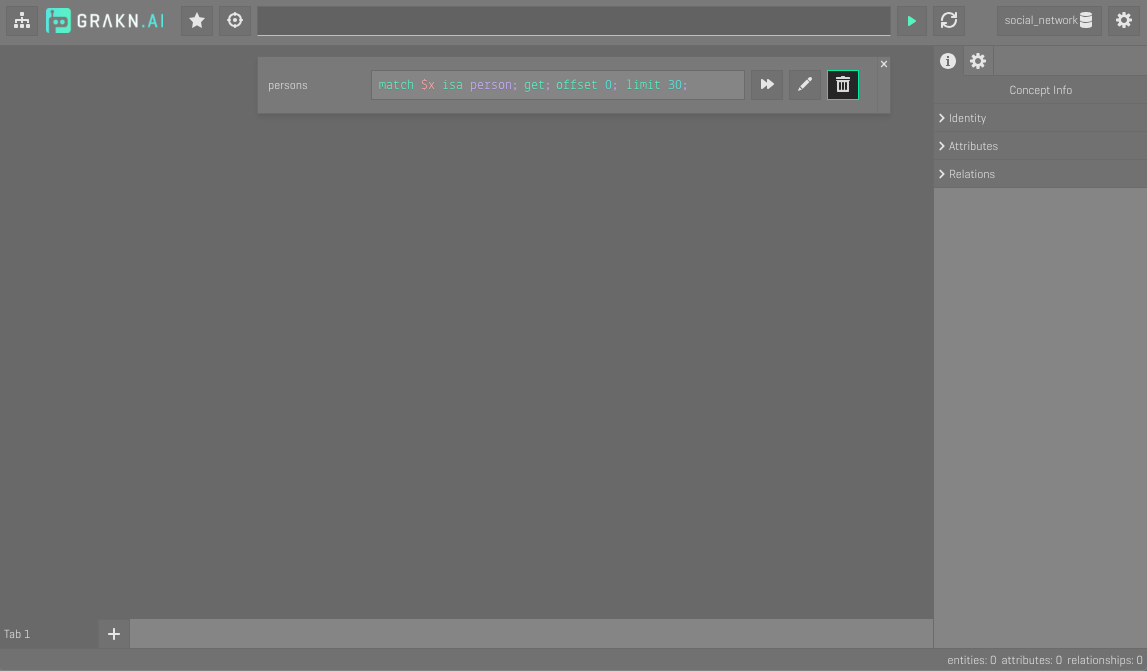 GRAKN.AI
social_network
persons
match $x isa person; get; offset 0; limit 30;
Concept Info
Identity
Attributes
Relations
Tab 1
entities: 0 attributes: 0 relationships: 0